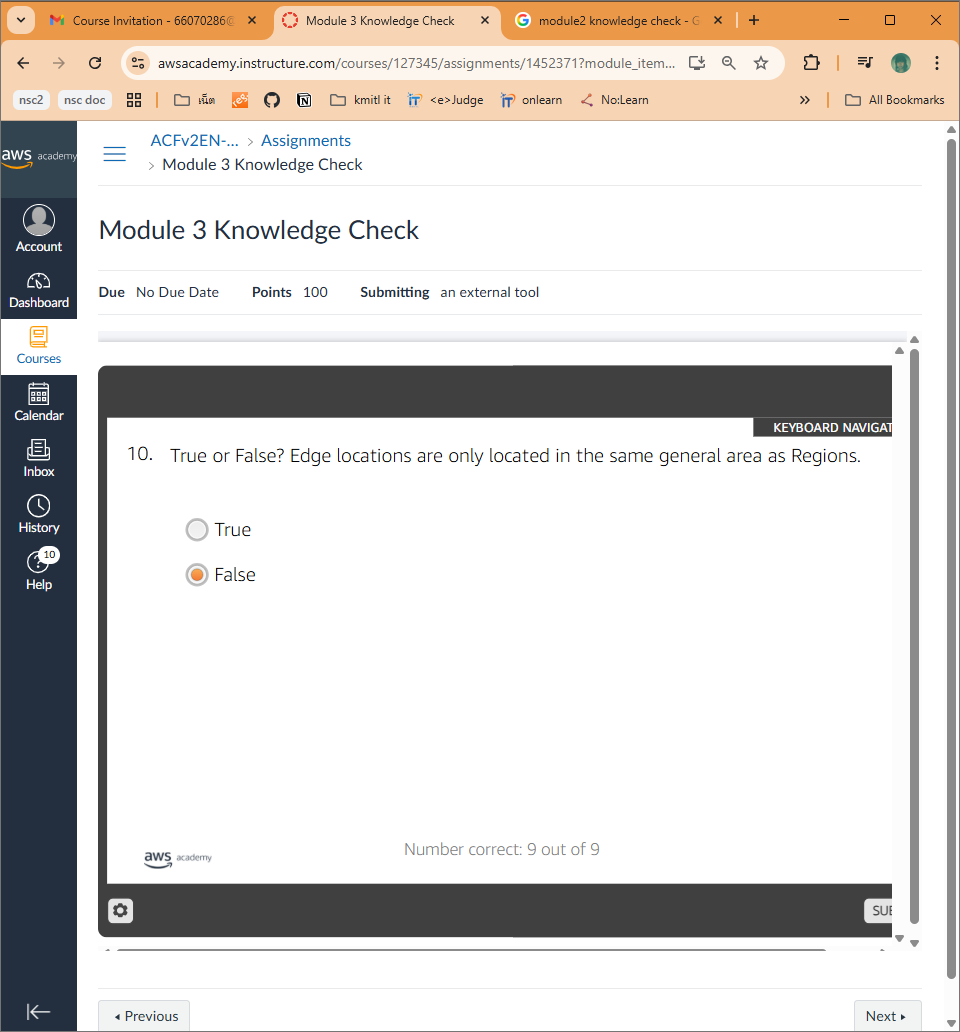 Course Invitation - 66070286@
Module 3 Knowledge Check
module2 knowledge check - G
awsacademy.instructure.com/courses/127345/assignments/1452371?module_item...
nsc2
nsc doc
เน็ต
kmitl it
<e>Judge
onlearn
No:Learn
»
All Bookmarks
aws academy
Account
Dashboard
Courses
Calendar
Inbox
History
10
Help
ACFv2EN-... > Assignments
> Module 3 Knowledge Check
Module 3 Knowledge Check
Due No Due Date Points 100 Submitting an external tool
KEYBOARD NAVIGAT
10. True or False? Edge locations are only located in the same general area as Regions.
True
False
aws academy
Number correct: 9 out of 9
SUB
Previous
Next